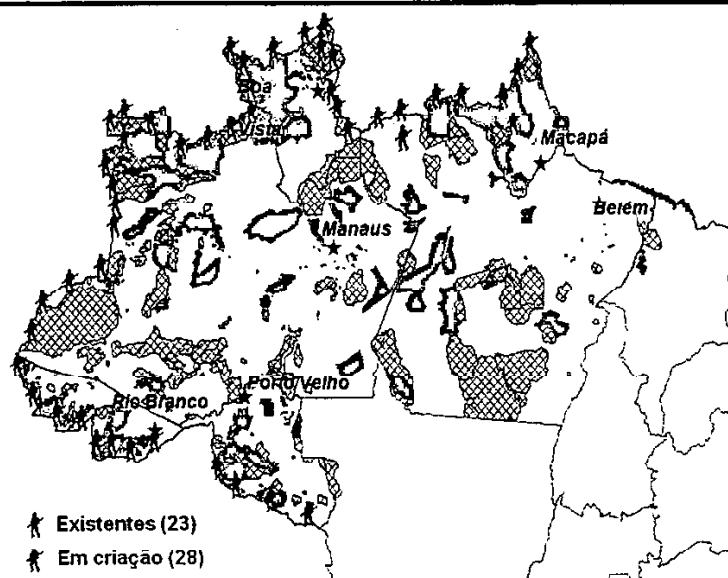 Boa
Vista
Macapá
Belém
Manaus
Porto Velho
Rio Branco
Existentes (23)
Em criação (28)